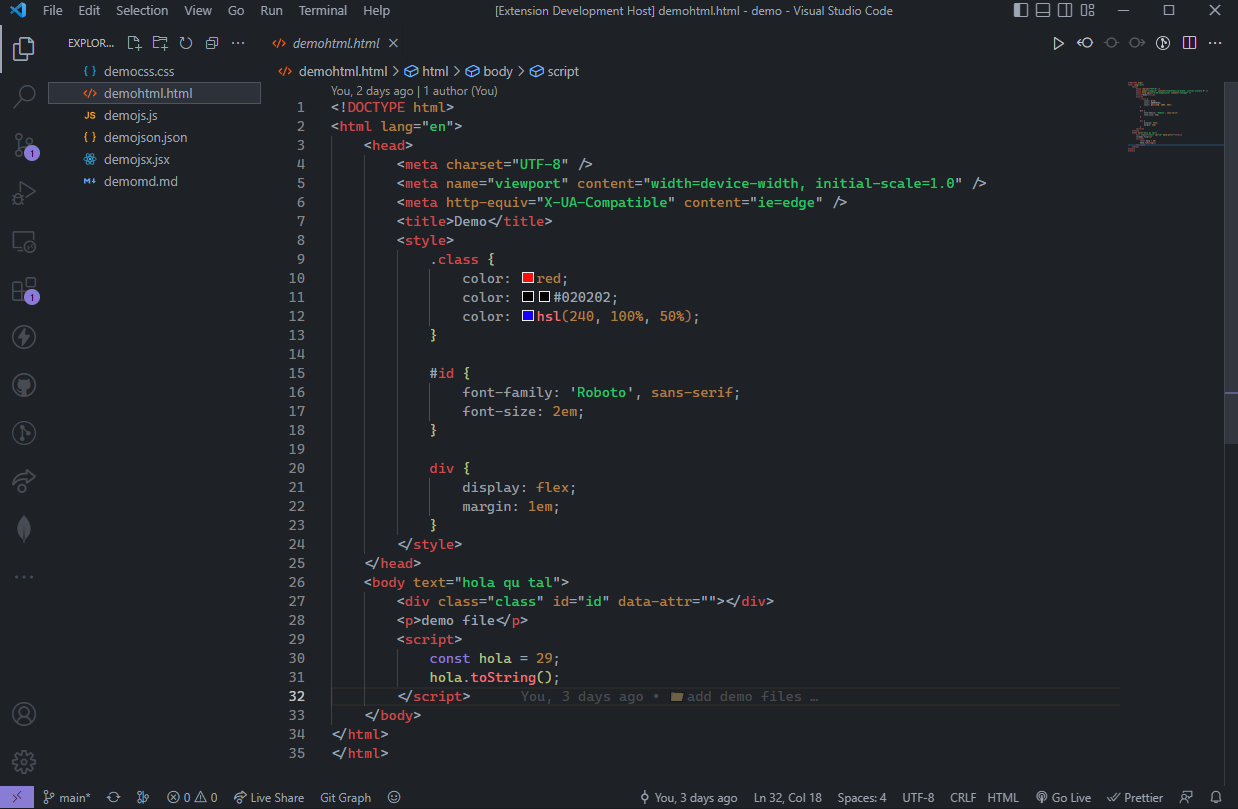 File Edit Selection View Go Run Terminal Help [Extension Development Host] demohtml.html - demo - Visual Studio Code
EXPLOR...
democss.css
demohtml.html
demojs.js
demojson.json
demojsx.jsx
demomd.md
demohtml.html
demohtml.html > html > body > script
You, 2 days ago | 1 author (You)
1 <!DOCTYPE html>
2 <html lang="en">
3 <head>
4 <meta charset="UTF-8" />
5 <meta name="viewport" content="width=device-width, initial-scale=1.0" />
6 <meta http-equiv="X-UA-Compatible" content="ie=edge" />
7 <title>Demo</title>
8 <style>
9 .class {
10 color: red;
11 color: #020202;
12 color: hsl(240, 100%, 50%);
13 }
14
15 #id {
16 font-family: 'Roboto', sans-serif;
17 font-size: 2em;
18 }
19
20 div {
21 display: flex;
22 margin: 1em;
23 }
24 </style>
25 </head>
26 <body text="hola qu tal">
27 <div class="class" id="id" data-attr=""></div>
28 <p>demo file</p>
29 <script>
30 const hola = 29;
31 hola.toString();
32 </script> You, 3 days ago • add demo files …
33 </body>
34 </html>
35 </html>
1
1
main* 0 0 Live Share Git Graph You, 3 days ago Ln 32, Col 18 Spaces: 4 UTF-8 CRLF HTML Go Live Prettier